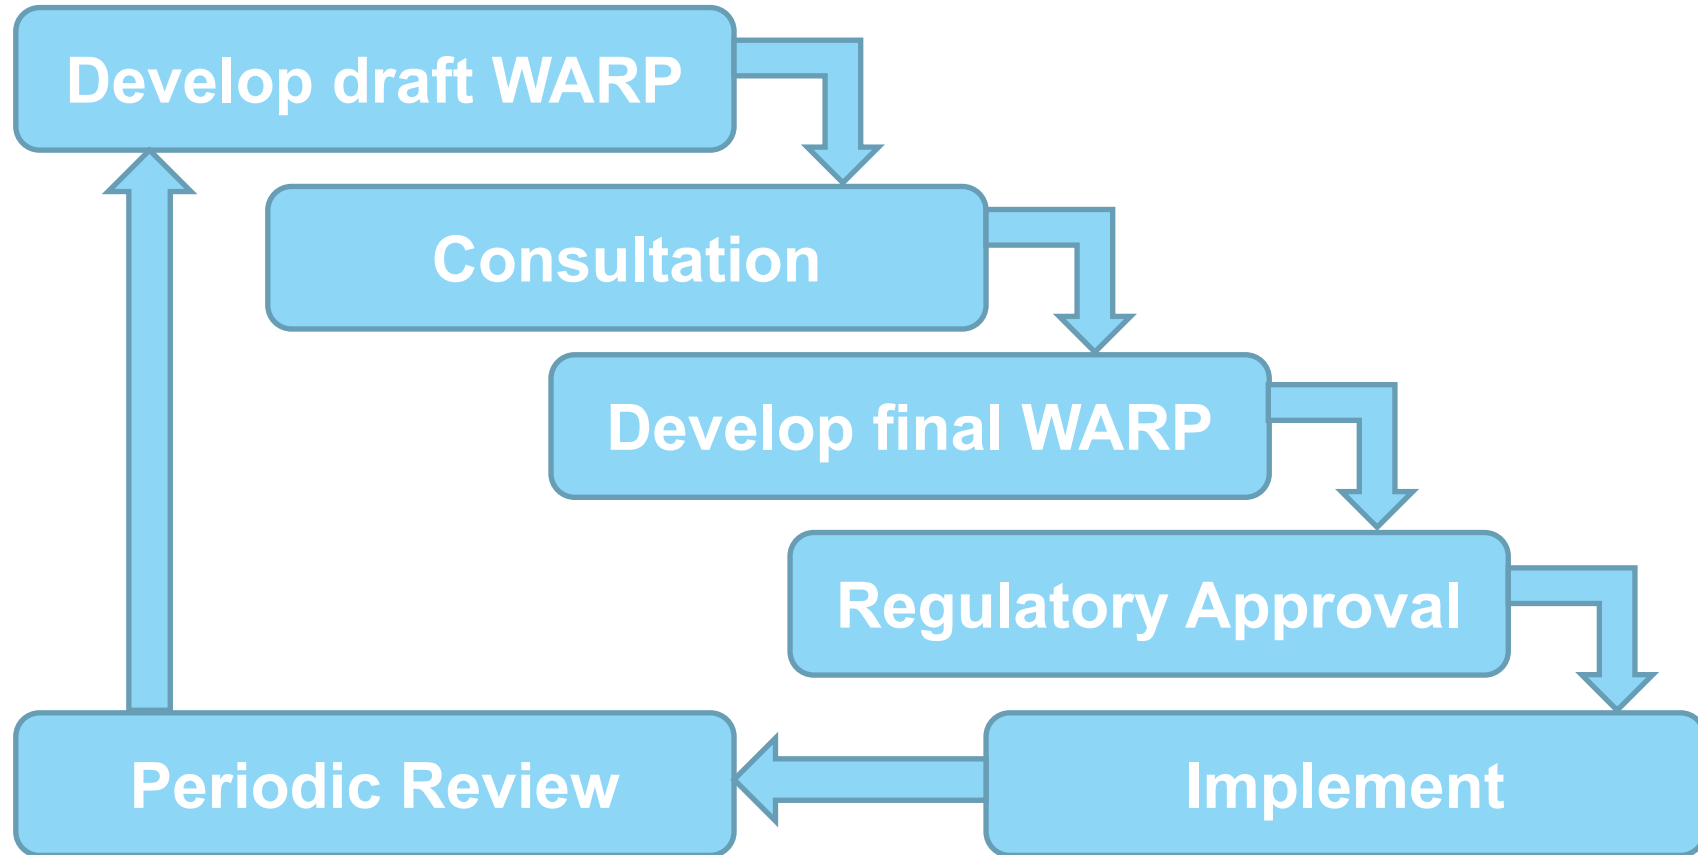 Develop draft WARP
Consultation
Develop final WARP
Regulatory Approval
Implement
Periodic Review